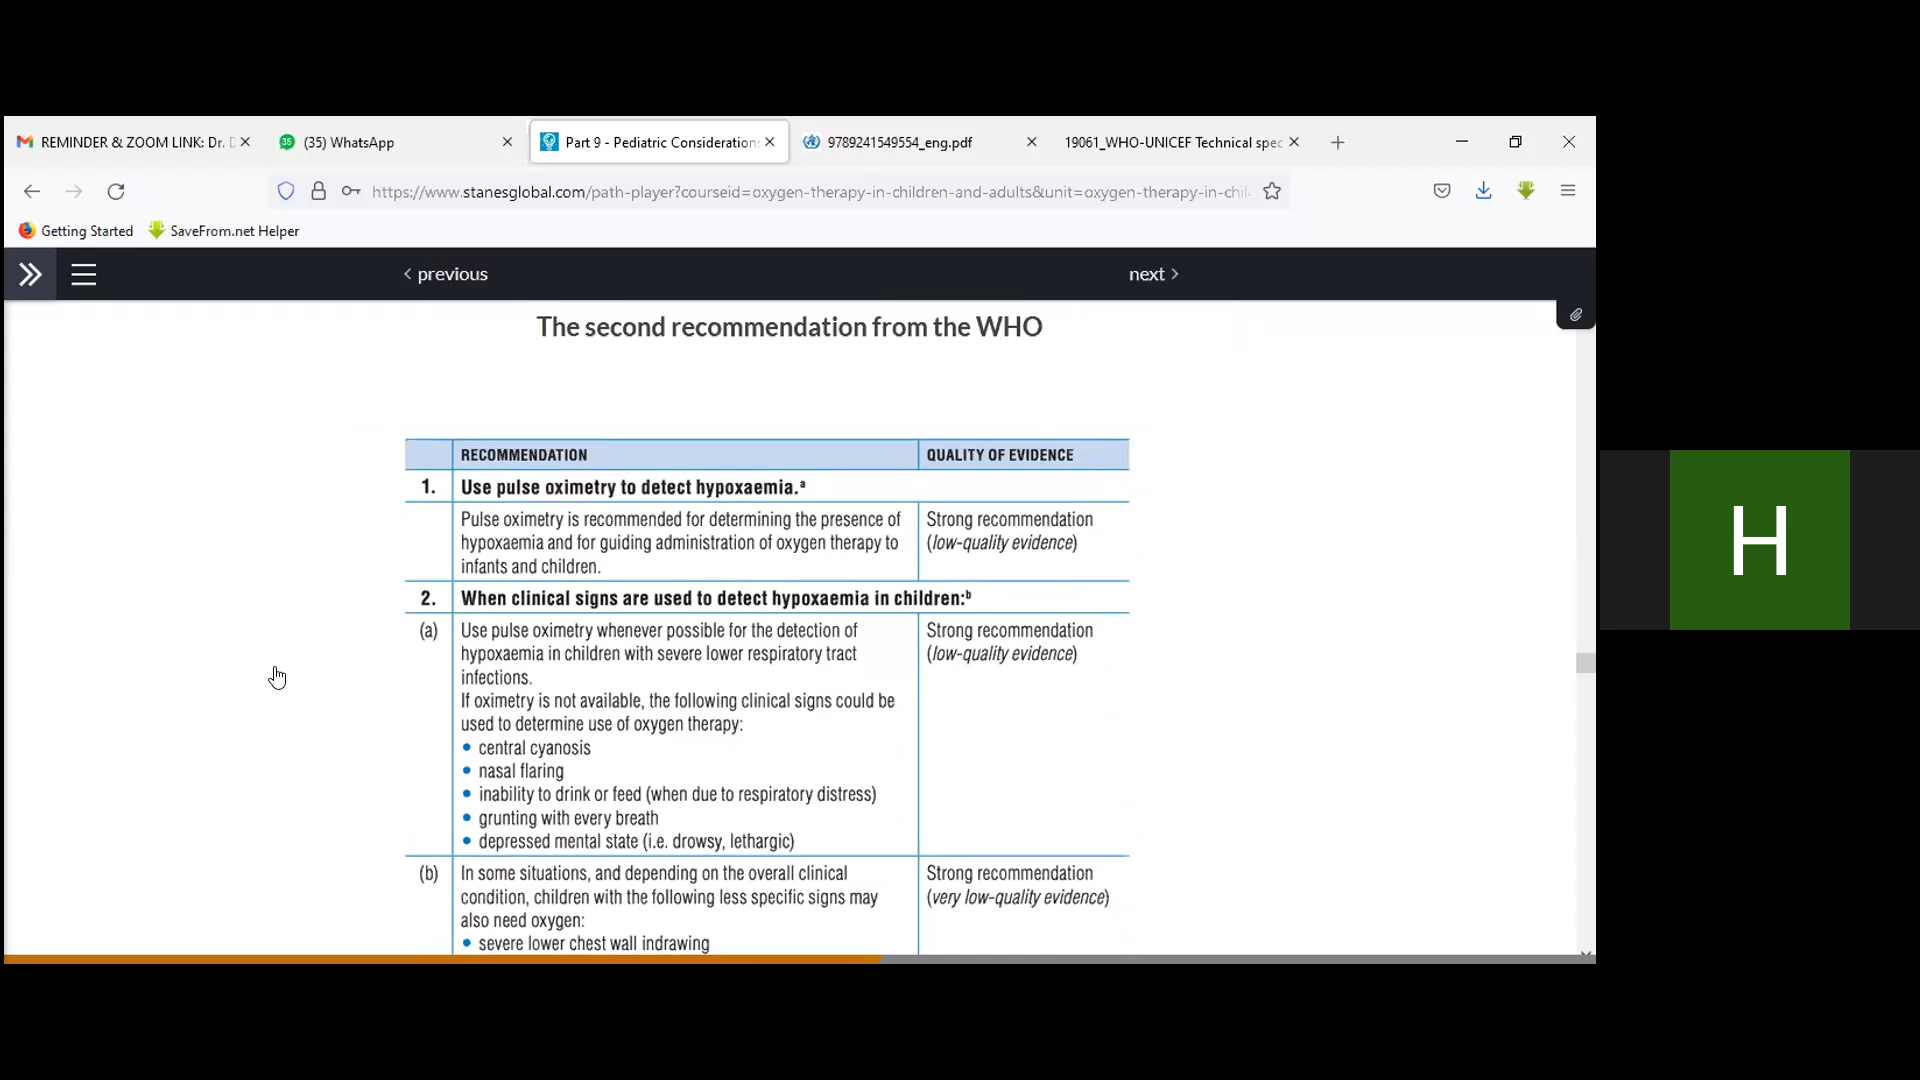 REMINDER & ZOOM LINK: Dr. D
(35) WhatsApp
Part 9 - Pediatric Consideration
9789241549554_eng.pdf
19061_WHO-UNICEF Technical spec
https://www.stanesglobal.com/path-player?courseid=oxygen-therapy-in-children-and-adults&unit=oxygen-therapy-in-chil
Getting Started
SaveFrom.net Helper
previous
next
The second recommendation from the WHO
RECOMMENDATION
QUALITY OF EVIDENCE
1. Use pulse oximetry to detect hypoxaemia.ᵃ
Pulse oximetry is recommended for determining the presence of
hypoxaemia and for guiding administration of oxygen therapy to
infants and children.
Strong recommendation
(low-quality evidence)
2. When clinical signs are used to detect hypoxaemia in children:ᵇ
(a) Use pulse oximetry whenever possible for the detection of
hypoxaemia in children with severe lower respiratory tract
infections.
If oximetry is not available, the following clinical signs could be
used to determine use of oxygen therapy:
• central cyanosis
• nasal flaring
• inability to drink or feed (when due to respiratory distress)
• grunting with every breath
• depressed mental state (i.e. drowsy, lethargic)
Strong recommendation
(low-quality evidence)
(b) In some situations, and depending on the overall clinical
condition, children with the following less specific signs may
also need oxygen:
• severe lower chest wall indrawing
Strong recommendation
(very low-quality evidence)
H